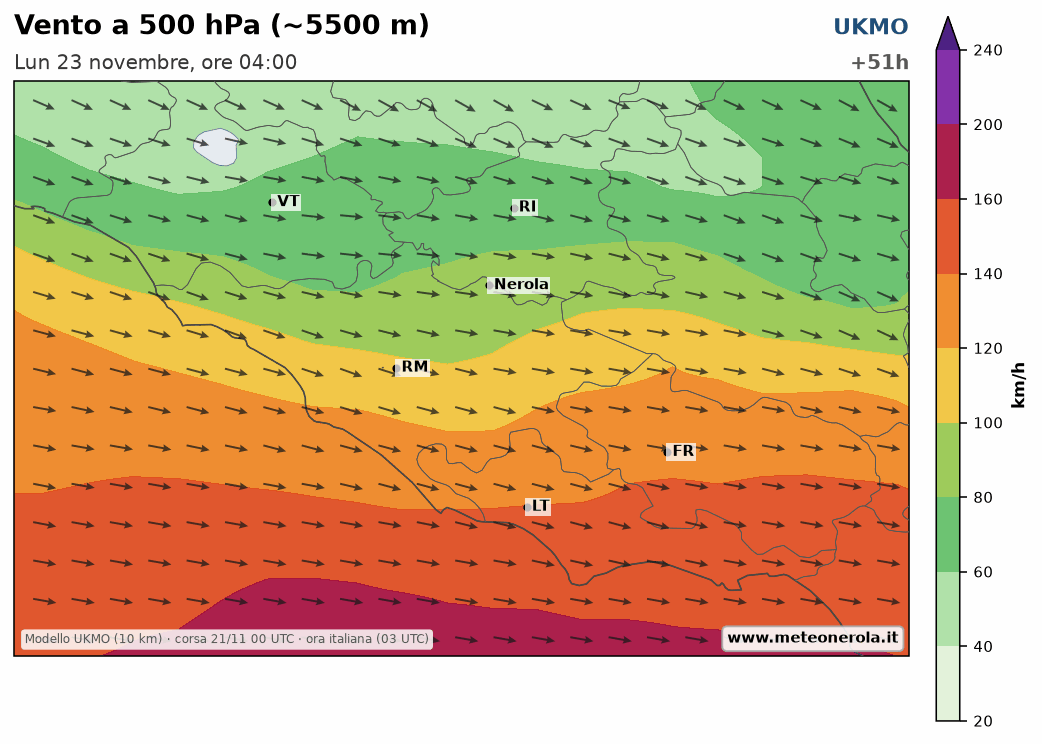 Vento a 500 hPa (~5500 m)
UKMO
Lun 23 novembre, ore 04:00
+51h
VT
RI
Nerola
RM
FR
LT
Modello UKMO (10 km) · corsa 21/11 00 UTC · ora italiana (03 UTC)
www.meteonerola.it
240
200
160
140
120
100
80
60
40
20
km/h